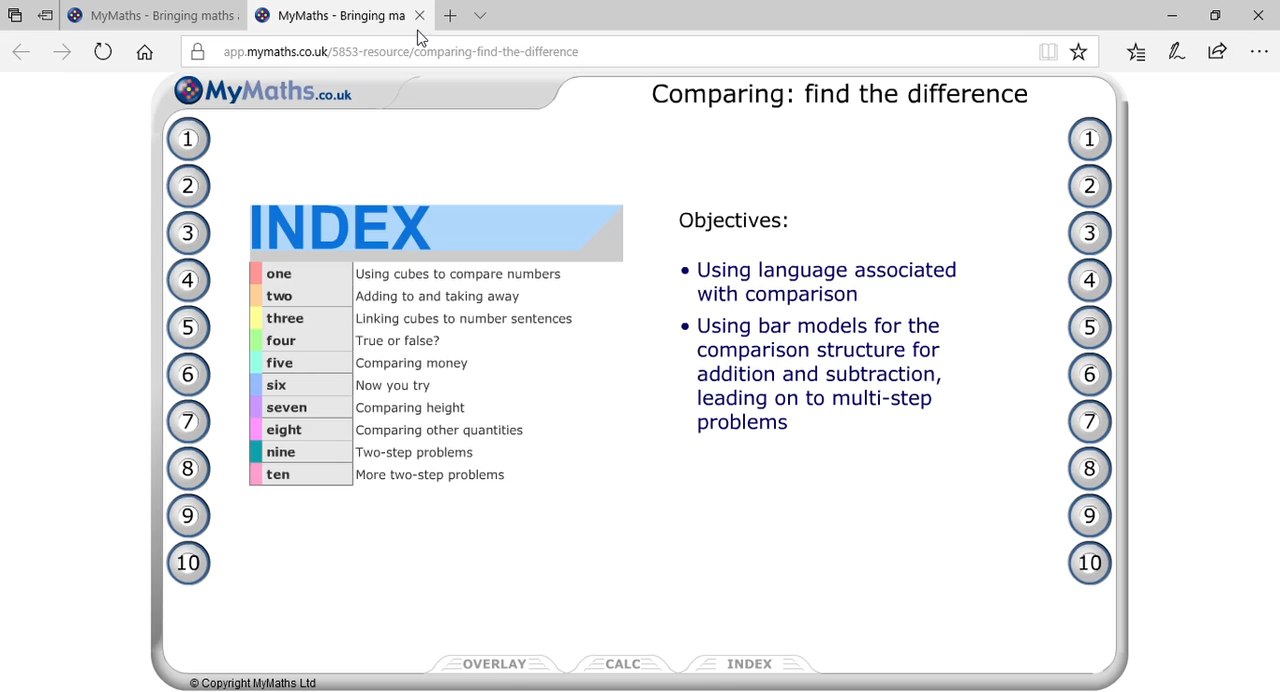 MyMaths - Bringing maths
MyMaths - Bringing ma
app.mymaths.co.uk/5853-resource/comparing-find-the-difference
MyMaths.co.uk
Comparing: find the difference
1
2
3
4
5
6
7
8
9
10
INDEX
one Using cubes to compare numbers
two Adding to and taking away
three Linking cubes to number sentences
four True or false?
five Comparing money
six Now you try
seven Comparing height
eight Comparing other quantities
nine Two-step problems
ten More two-step problems
Objectives:
• Using language associated
with comparison
• Using bar models for the
comparison structure for
addition and subtraction,
leading on to multi-step
problems
1
2
3
4
5
6
7
8
9
10
OVERLAY CALC INDEX
© Copyright MyMaths Ltd